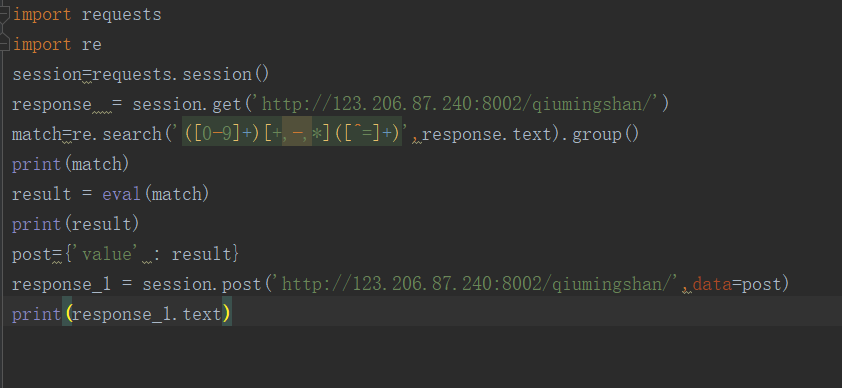 import requests
import re
session=requests.session()
response  = session.get('http://123.206.87.240:8002/qiumingshan/')
match=re.search('([0-9]+)[+,-,*]([^=]+)',response.text).group()
print(match)
result = eval(match)
print(result)
post={'value' : result}
response_1 = session.post('http://123.206.87.240:8002/qiumingshan/',data=post)
print(response_1.text)